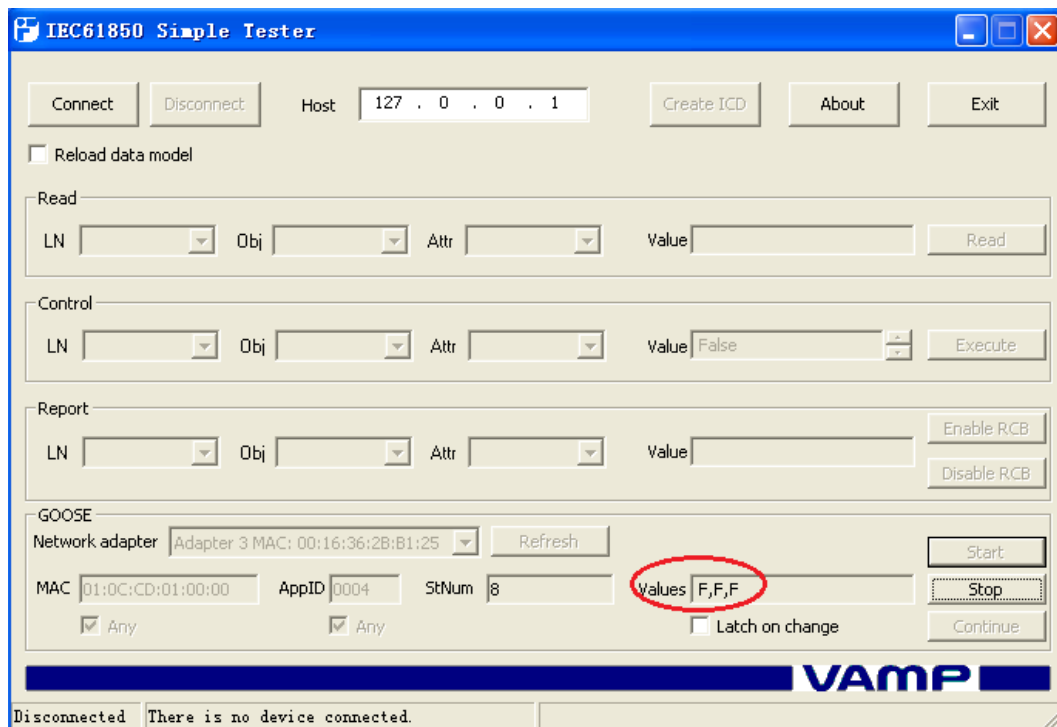 IEC61850 Simple Tester
Connect Disconnect Host 127 . 0 . 0 . 1 Create ICD About Exit
Reload data model
Read
LN Obj Attr Value Read
Control
LN Obj Attr Value False Execute
Report
Enable RCB
LN Obj Attr Value
Disable RCB
GOOSE
Network adapter Adapter 3 MAC: 00:16:36:2B:B1:25 Refresh Start
MAC 01:0C:CD:01:00:00 AppID 0004 StNum 8 Values F,F,F Stop
Any Any Latch on change Continue
VAMP
Disconnected There is no device connected.